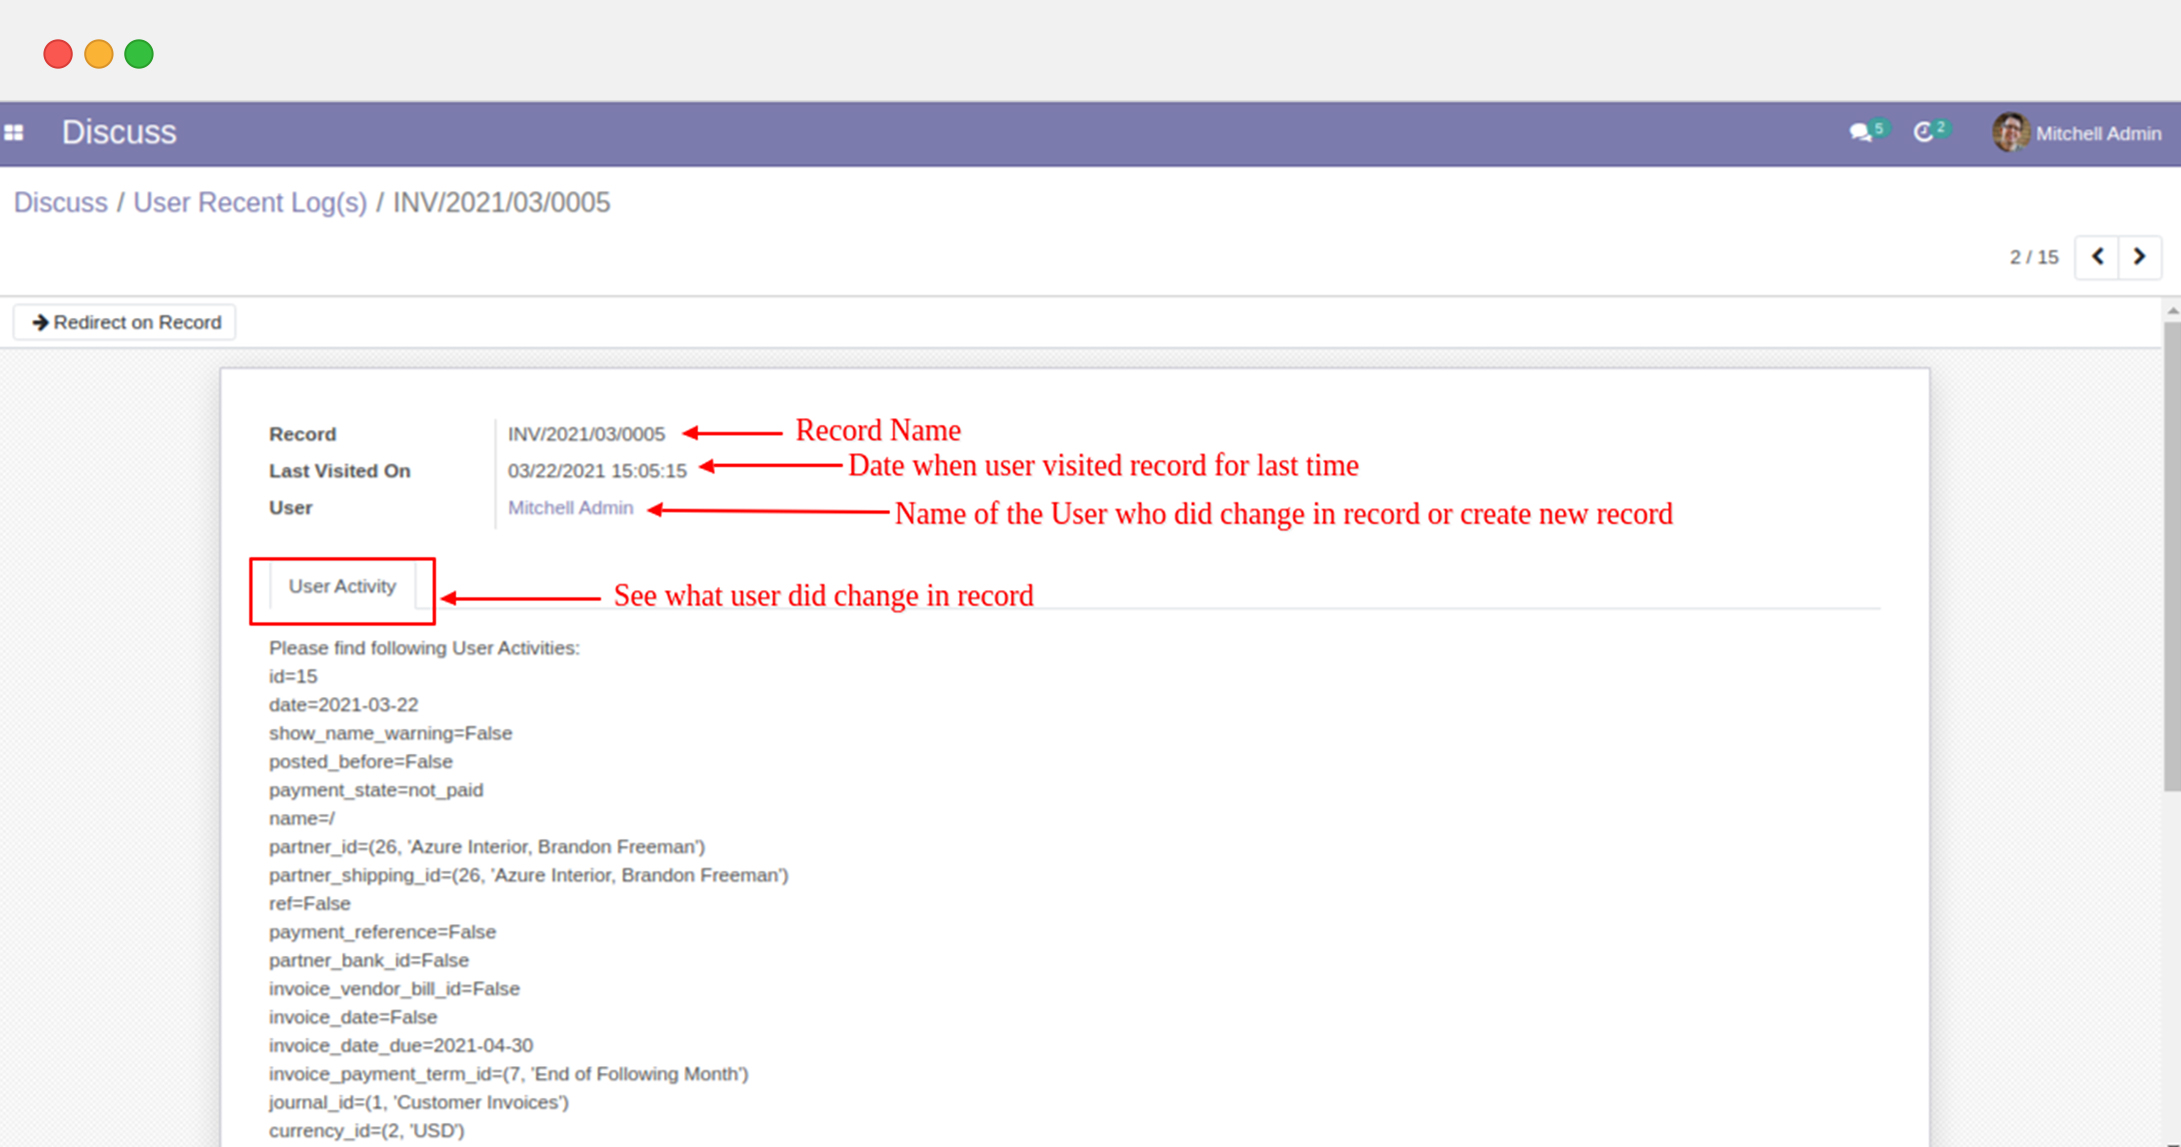 Discuss
5
2
Mitchell Admin
Discuss / User Recent Log(s) / INV/2021/03/0005
2 / 15
Redirect on Record
Record INV/2021/03/0005 Record Name
Last Visited On 03/22/2021 15:05:15 Date when user visited record for last time
User Mitchell Admin Name of the User who did change in record or create new record
User Activity See what user did change in record
Please find following User Activities:
id=15
date=2021-03-22
show_name_warning=False
posted_before=False
payment_state=not_paid
name=/
partner_id=(26, 'Azure Interior, Brandon Freeman')
partner_shipping_id=(26, 'Azure Interior, Brandon Freeman')
ref=False
payment_reference=False
partner_bank_id=False
invoice_vendor_bill_id=False
invoice_date=False
invoice_date_due=2021-04-30
invoice_payment_term_id=(7, 'End of Following Month')
journal_id=(1, 'Customer Invoices')
currency_id=(2, 'USD')